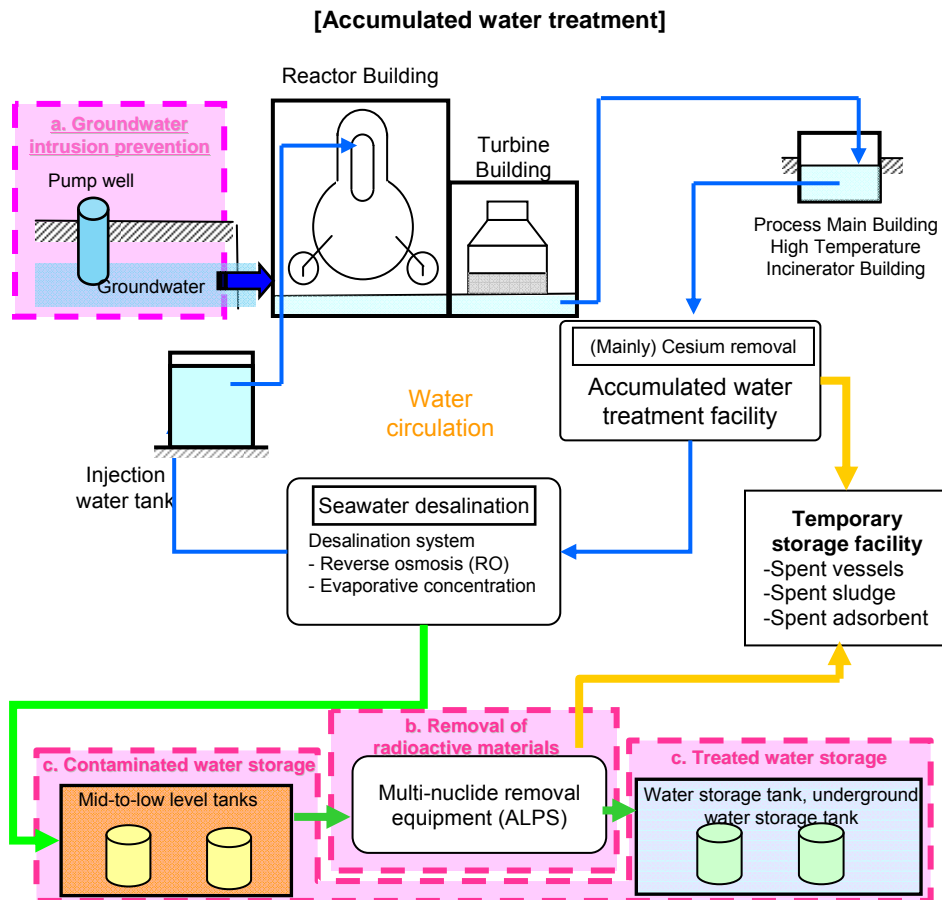 [Accumulated water treatment]
Reactor Building
a. Groundwater
intrusion prevention
Pump well
Groundwater
Turbine
Building
Process Main Building
High Temperature
Incinerator Building
(Mainly) Cesium removal
Accumulated water
treatment facility
Water
circulation
Injection
water tank
Seawater desalination
Desalination system
- Reverse osmosis (RO)
- Evaporative concentration
Temporary
storage facility
-Spent vessels
-Spent sludge
-Spent adsorbent
b. Removal of
radioactive materials
Multi-nuclide removal
equipment (ALPS)
c. Contaminated water storage
Mid-to-low level tanks
c. Treated water storage
Water storage tank, underground
water storage tank